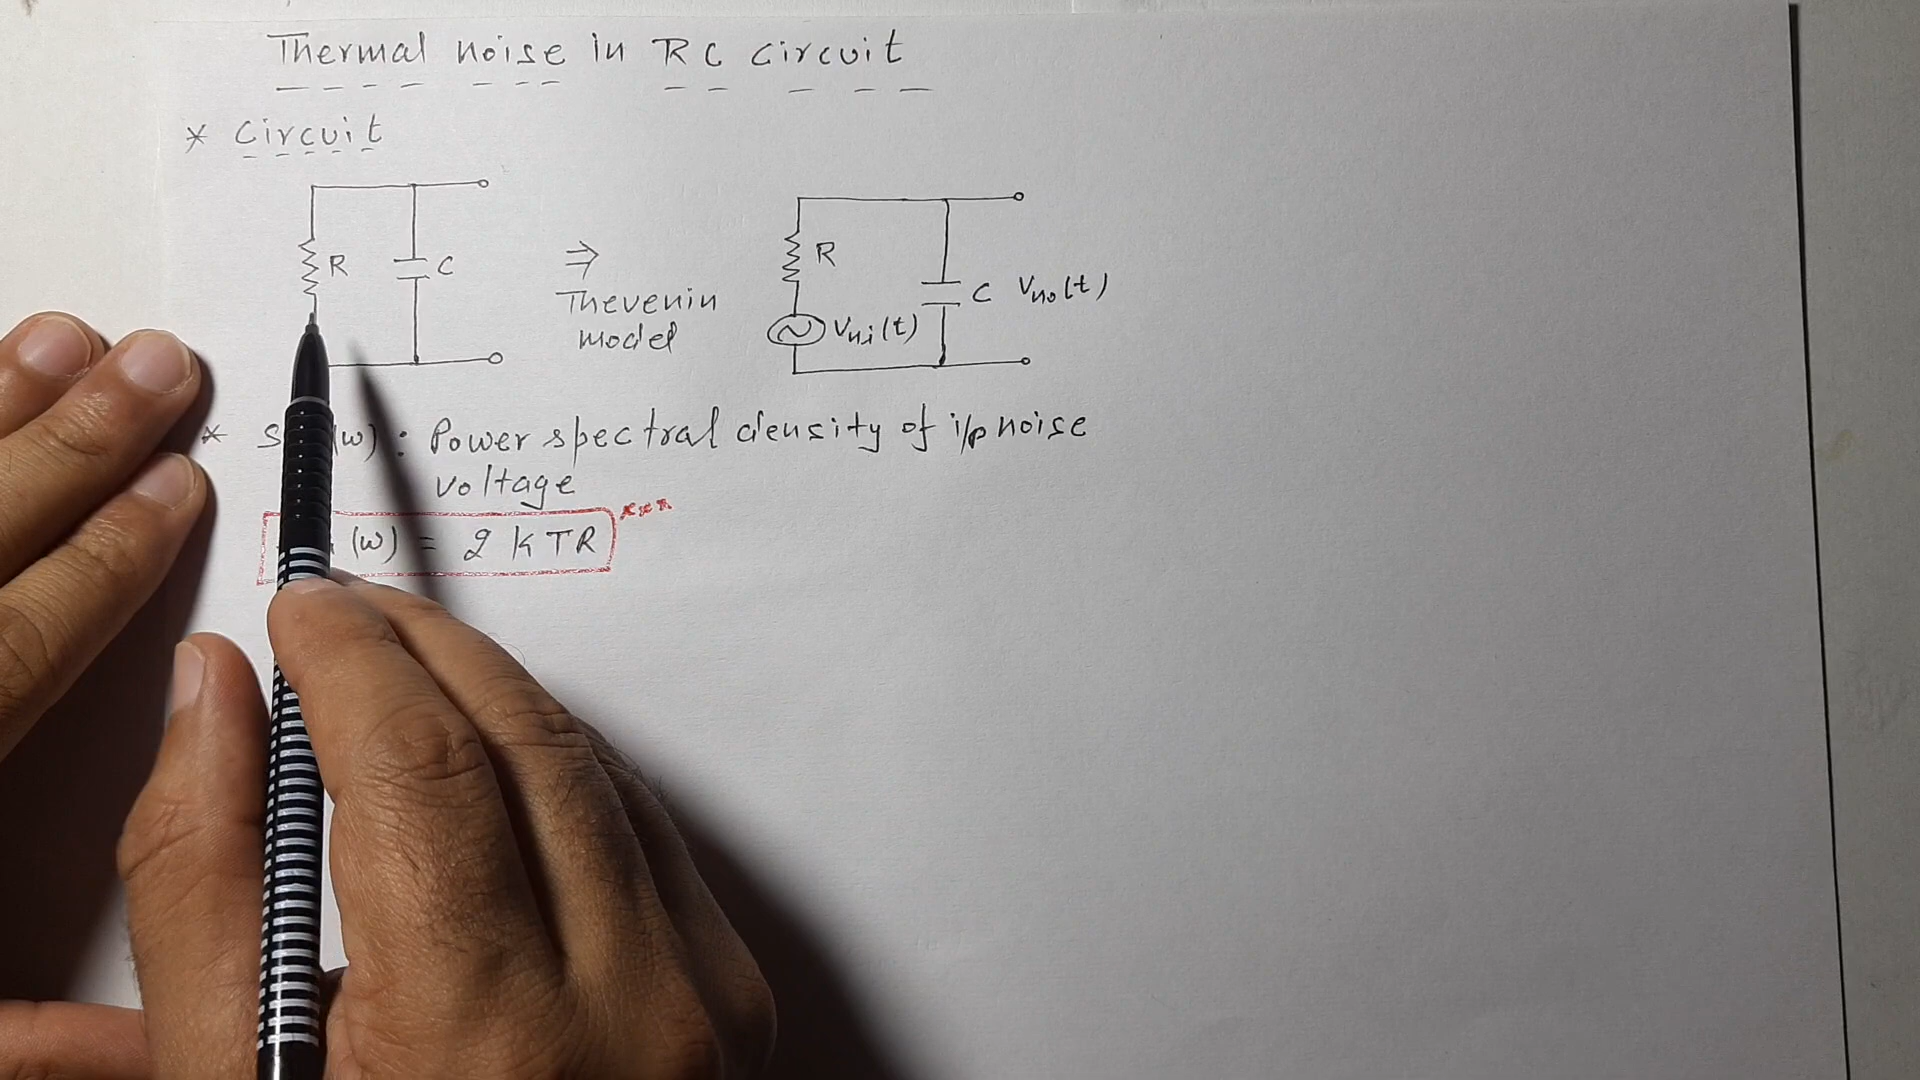 Thermal noise in RC circuit
* Circuit
R C
⇒
Thevenin
model
R
Vni(t)
C Vno(t)
* S (w) : Power spectral density of i/p noise
voltage
(w) = 2 KTR